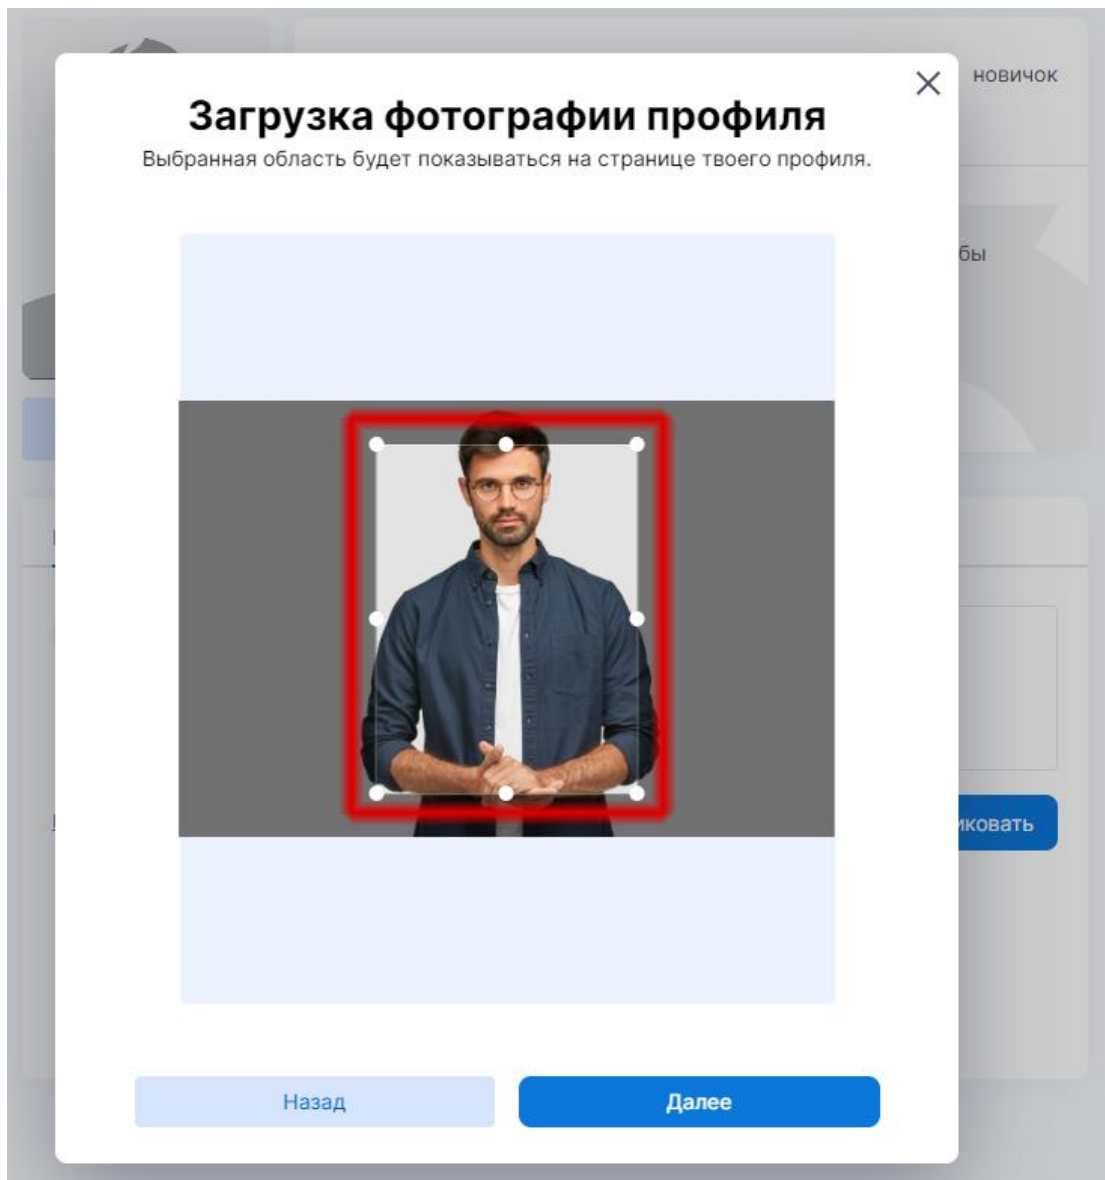 новичок
Загрузка фотографии профиля
Выбранная область будет показываться на странице твоего профиля.
Назад
Далее